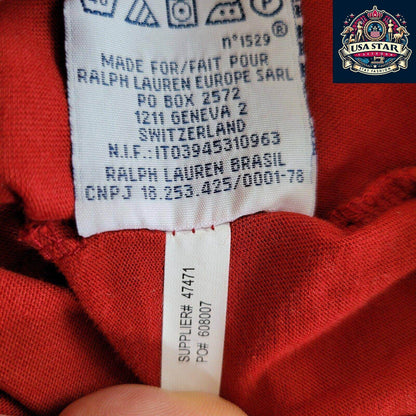 USA STAR
n°1529®
MADE FOR/FAIT POUR
RALPH LAUREN EUROPE SARL
PO BOX 2572
1211 GENEVA 2
SWITZERLAND
N.I.F.:IT03945310963
RALPH LAUREN BRASIL
CNPJ 18.253.425/0001-78
SUPPLIER# 47471
PO# 608007